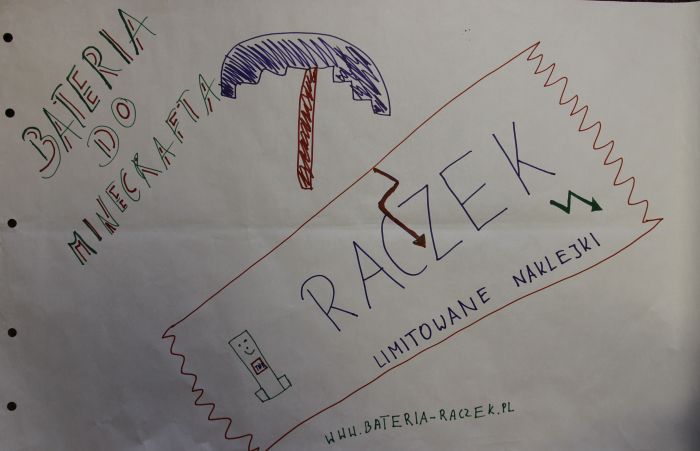 BATERIA
DO
MINECRAFTA
RACZEK
LIMITOWANE NAKLEJKI
WWW.BATERIA-RACZEK.PL